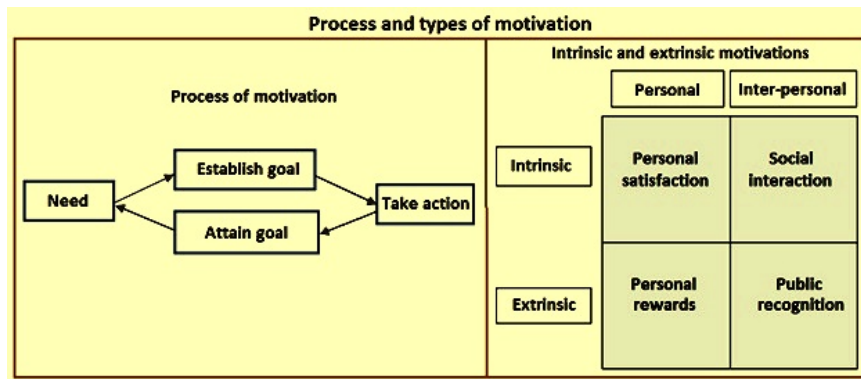 Process and types of motivation
Process of motivation
Need
Establish goal
Attain goal
Take action
Intrinsic and extrinsic motivations
Personal
Inter-personal
Intrinsic
Personal
satisfaction
Social
interaction
Extrinsic
Personal
rewards
Public
recognition